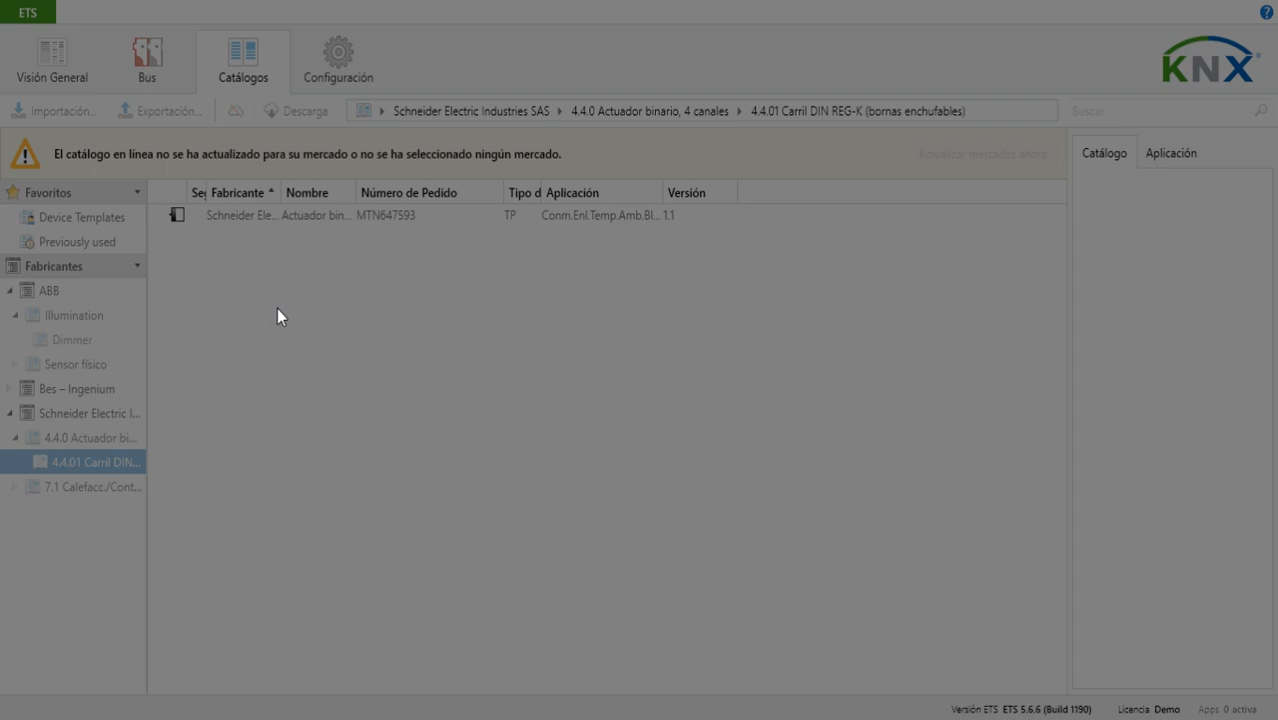 ETS
?
Visión General
Bus
Catálogos
Configuración
KNX
Importación...
Exportación...
Descarga
Schneider Electric Industries SAS
4.4.0 Actuador binario, 4 canales
4.4.01 Carril DIN REG-K (bornas enchufables)
Buscar
El catálogo en línea no se ha actualizado para su mercado o no se ha seleccionado ningún mercado.
Actualizar mercados ahora
Catálogo
Aplicación
Favoritos
Device Templates
Previously used
Fabricantes
ABB
Illumination
Dimmer
Sensor físico
Bes – Ingenium
Schneider Electric I...
4.4.0 Actuador bi...
4.4.01 Carril DIN...
7.1 Calefacc./Cont...
Seg Fabricante Nombre Número de Pedido Tipo d Aplicación Versión
Schneider Ele... Actuador bin... MTN647593 TP Conm.Enl.Temp.Amb.Bl... 1.1
Versión ETS ETS 5.6.6 (Build 1190) Licencia Demo Apps 0 activa